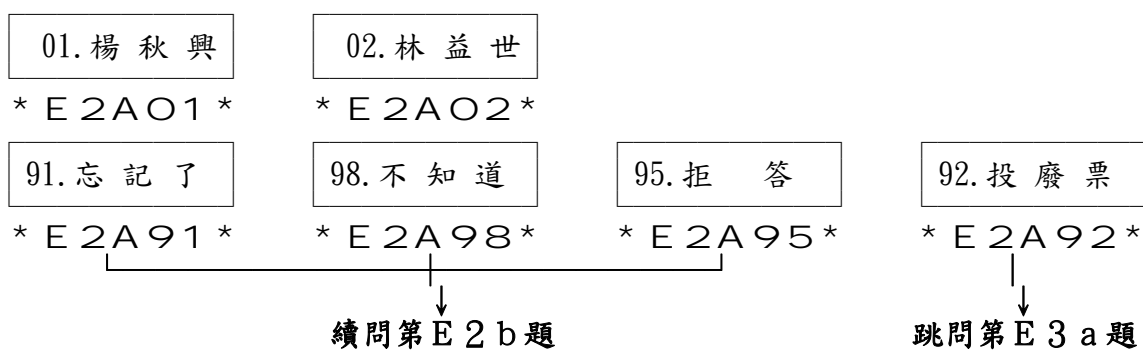 01.楊秋興 02.林益世
*E2A01* *E2A02*
91.忘記了 98.不知道 95.拒 答 92.投廢票
*E2A91* *E2A98* *E2A95* *E2A92*
續問第E2b題 跳問第E3a題